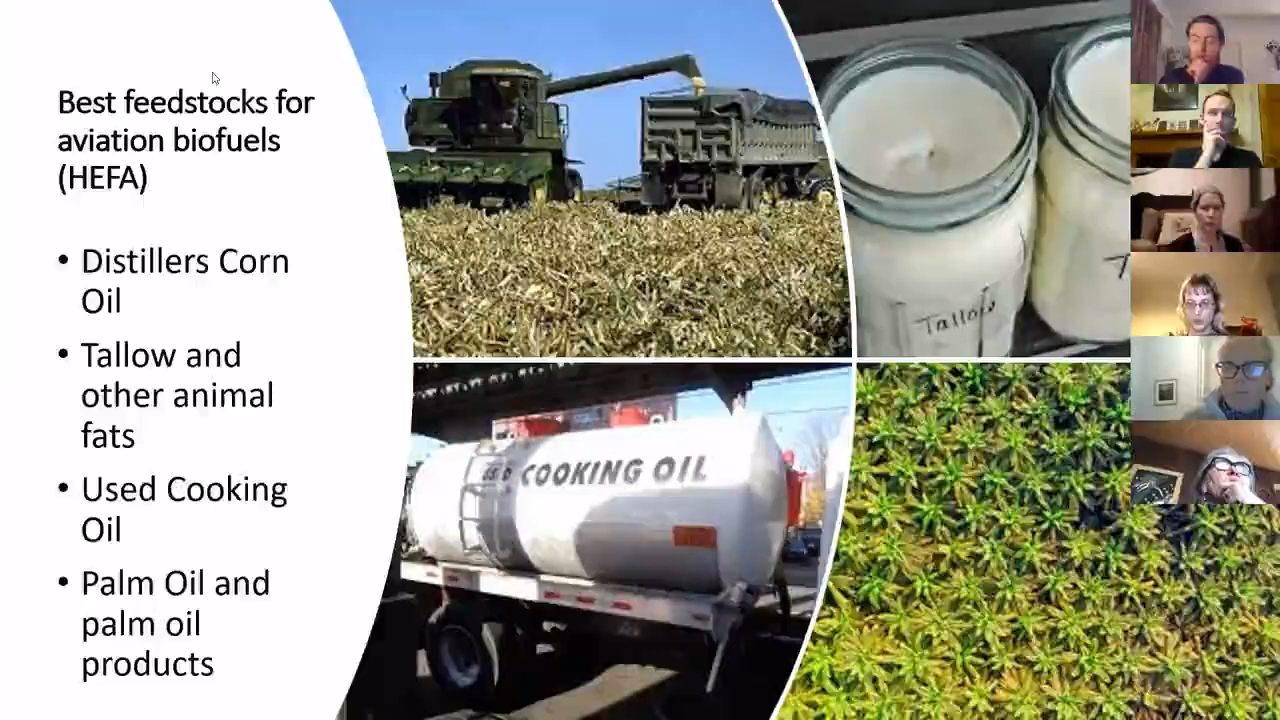 Best feedstocks for
aviation biofuels
(HEFA)
• Distillers Corn
Oil
• Tallow and
other animal
fats
• Used Cooking
Oil
• Palm Oil and
palm oil
products
Tallow
COOKING OIL